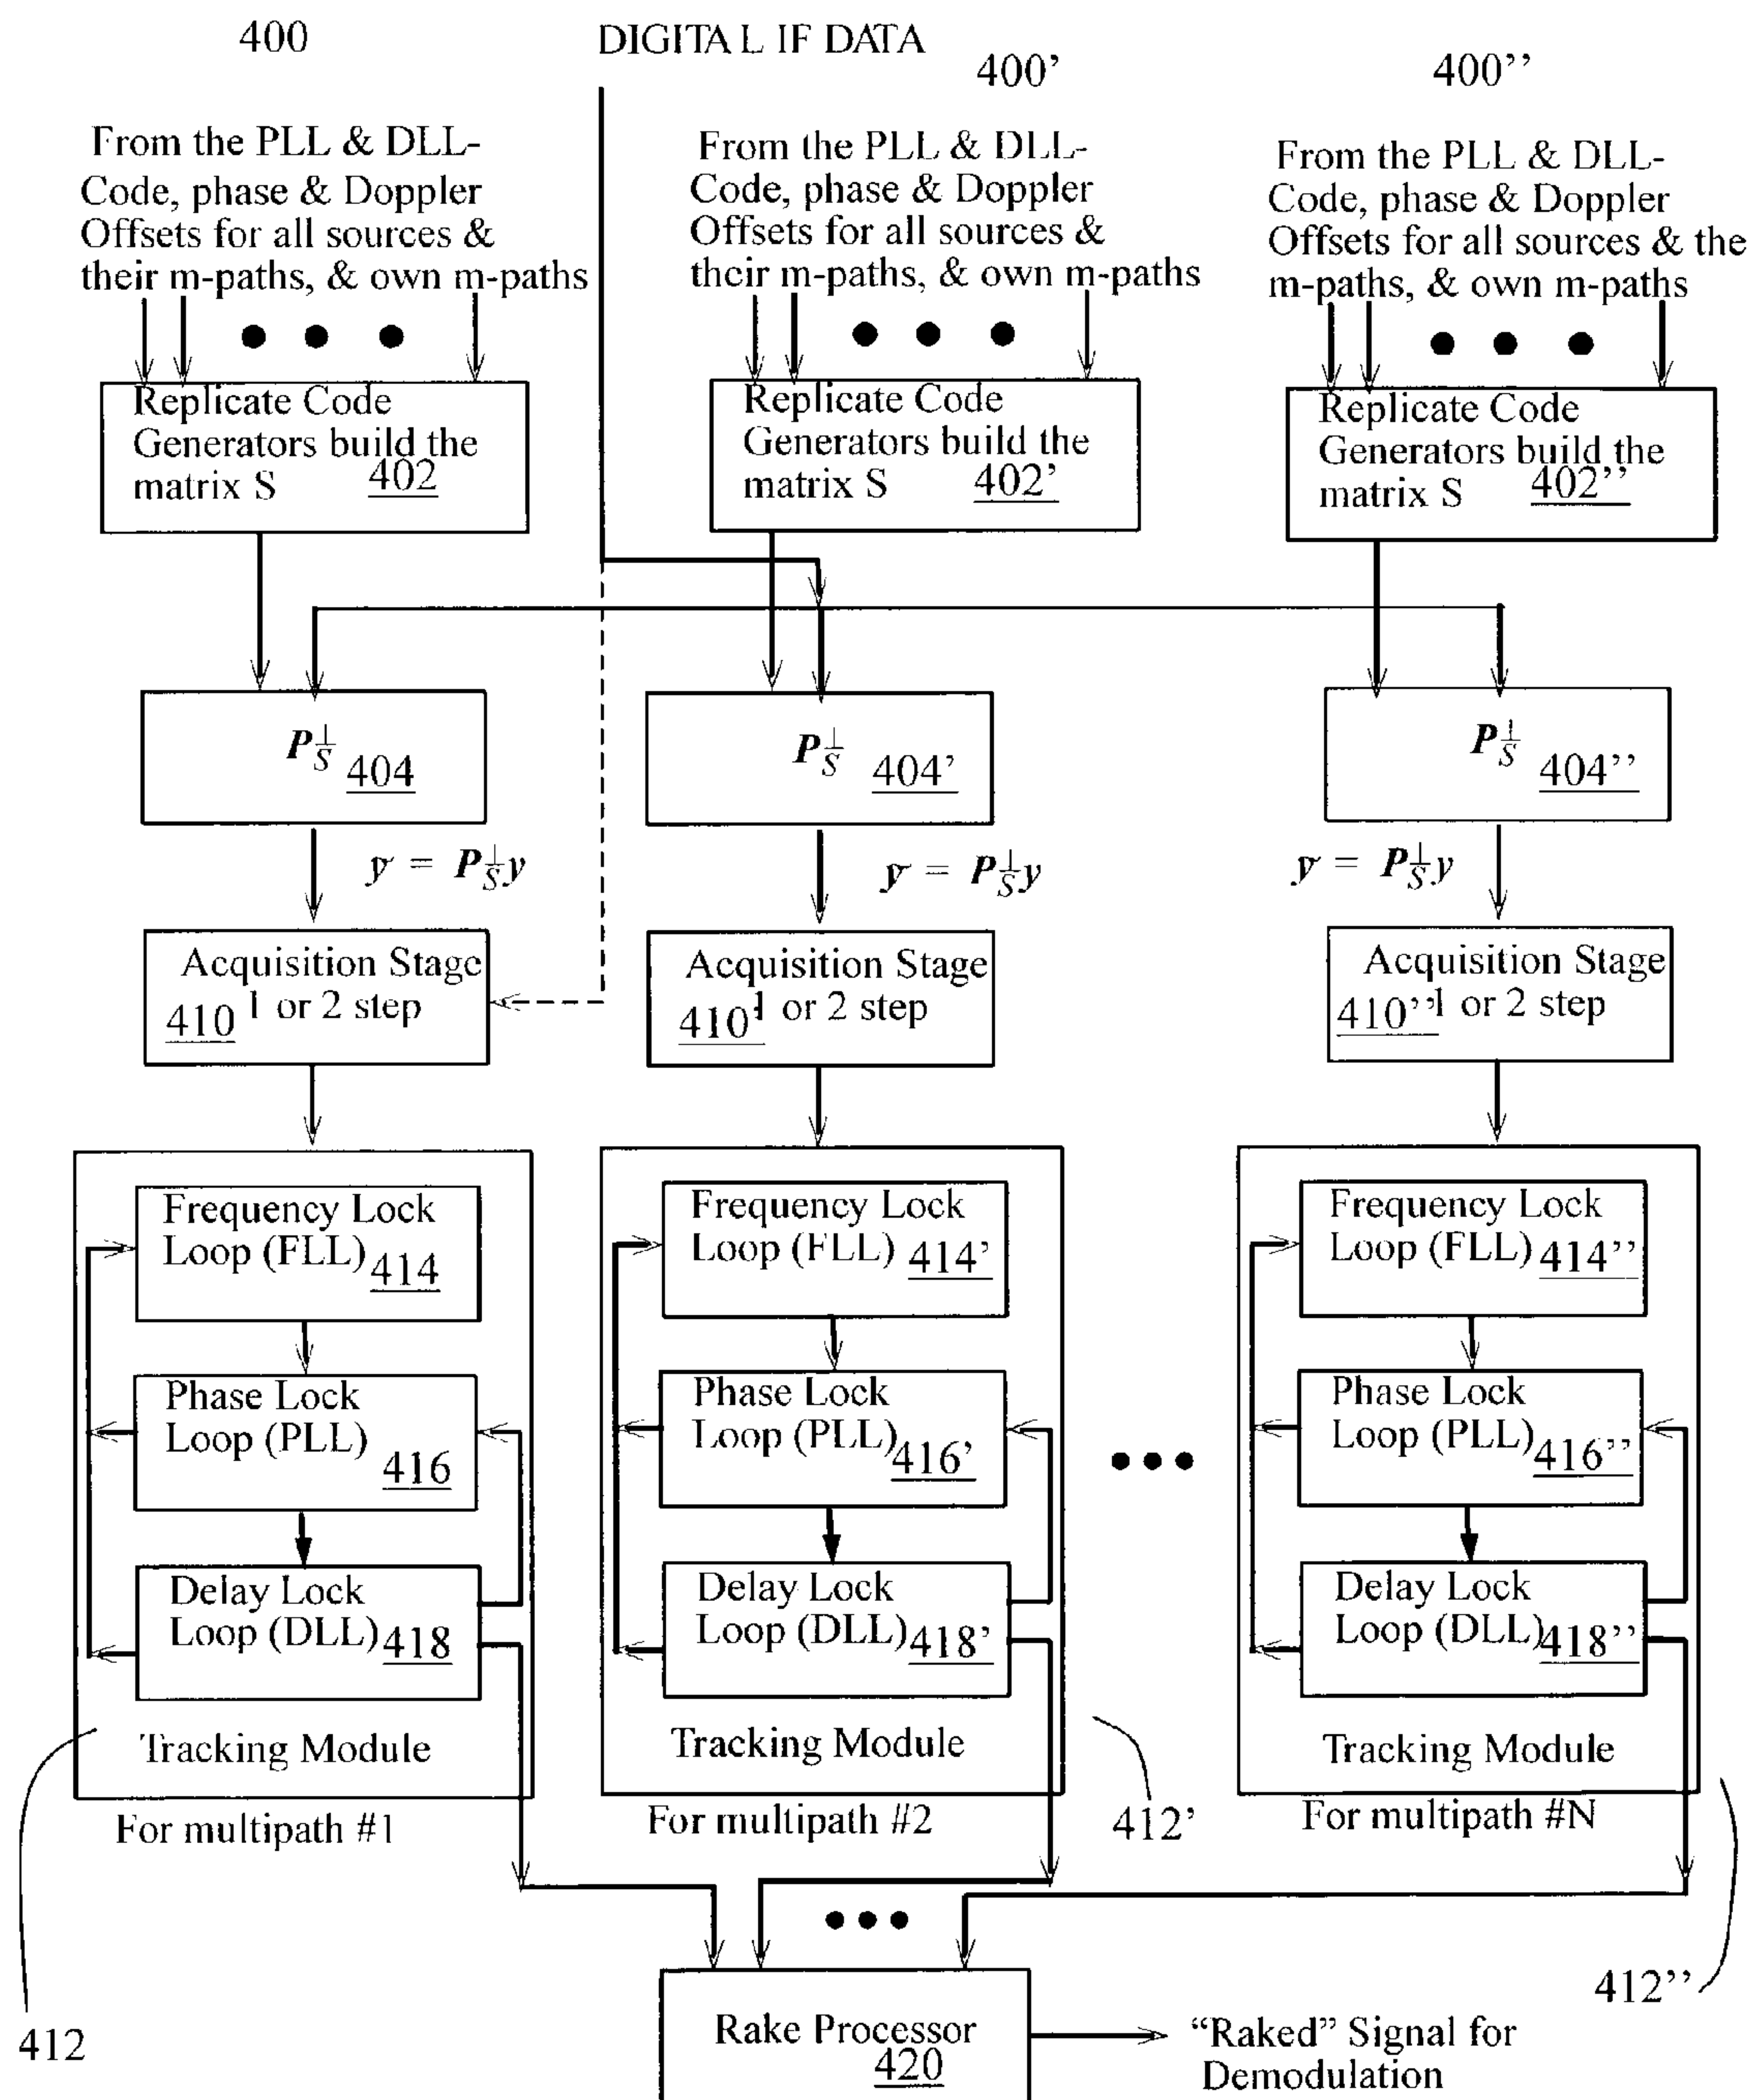 400
DIGITAL IF DATA
400’
400’’
From the PLL & DLL-
Code, phase & Doppler
Offsets for all sources &
their m-paths, & own m-paths
From the PLL & DLL-
Code, phase & Doppler
Offsets for all sources &
their m-paths, & own m-paths
From the PLL & DLL-
Code, phase & Doppler
Offsets for all sources & the
m-paths, & own m-paths
Replicate Code
Generators build the
matrix S 402
Replicate Code
Generators build the
matrix S 402’
Replicate Code
Generators build the
matrix S 402’’
P⊥S 404
P⊥S 404’
P⊥S 404’’
y = P⊥S y
y = P⊥S y
y = P⊥S y
Acquisition Stage
1 or 2 step
410
Acquisition Stage
1 or 2 step
410’
Acquisition Stage
1 or 2 step
410’’
Frequency Lock
Loop (FLL) 414
Frequency Lock
Loop (FLL) 414’
Frequency Lock
Loop (FLL) 414’’
Phase Lock
Loop (PLL)
416
Phase Lock
Loop (PLL) 416’
Phase Lock
Loop (PLL) 416’’
Delay Lock
Loop (DLL) 418
Delay Lock
Loop (DLL) 418’
Delay Lock
Loop (DLL) 418’’
Tracking Module
Tracking Module
Tracking Module
For multipath #1
For multipath #2
412’
For multipath #N
412’’
412
Rake Processor
420
“Raked” Signal for
Demodulation